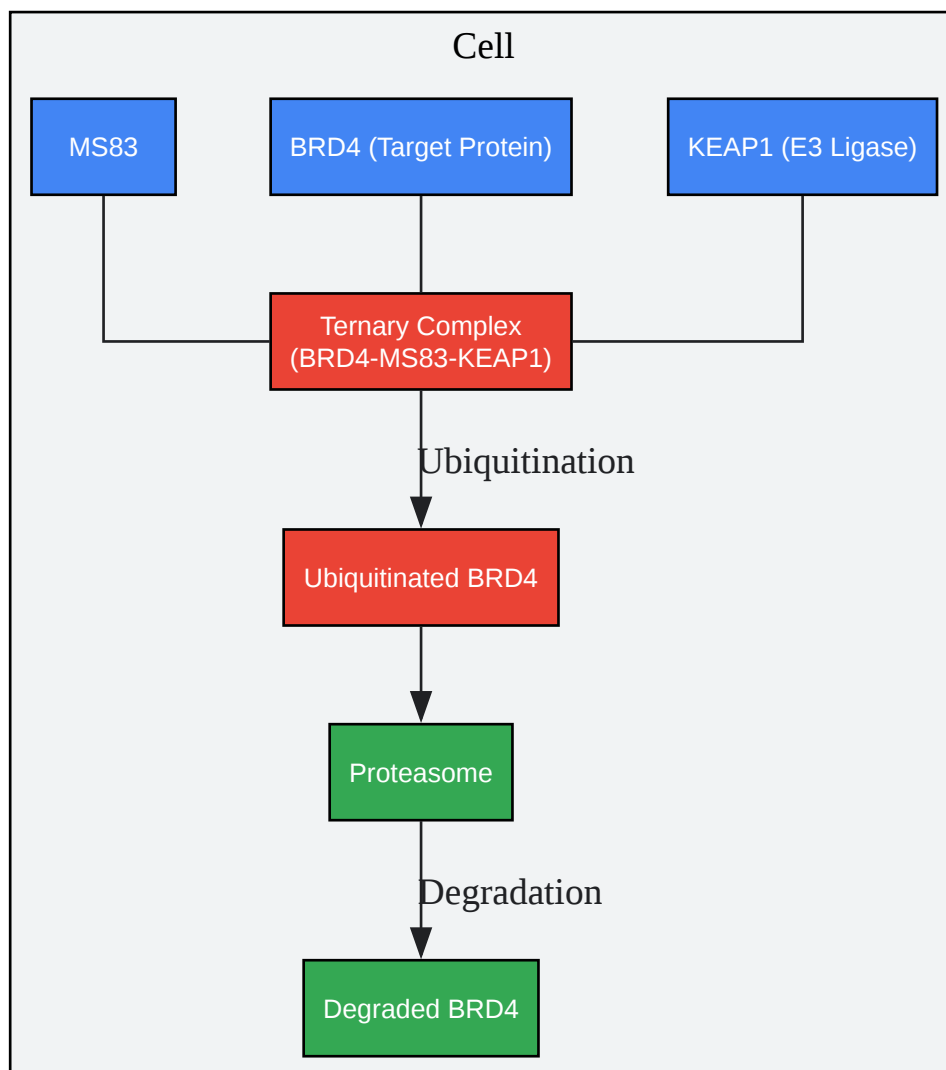 Cell
MS83
BRD4 (Target Protein)
KEAP1 (E3 Ligase)
Ternary Complex
(BRD4-MS83-KEAP1)
Ubiquitination
Ubiquitinated BRD4
Proteasome
Degradation
Degraded BRD4